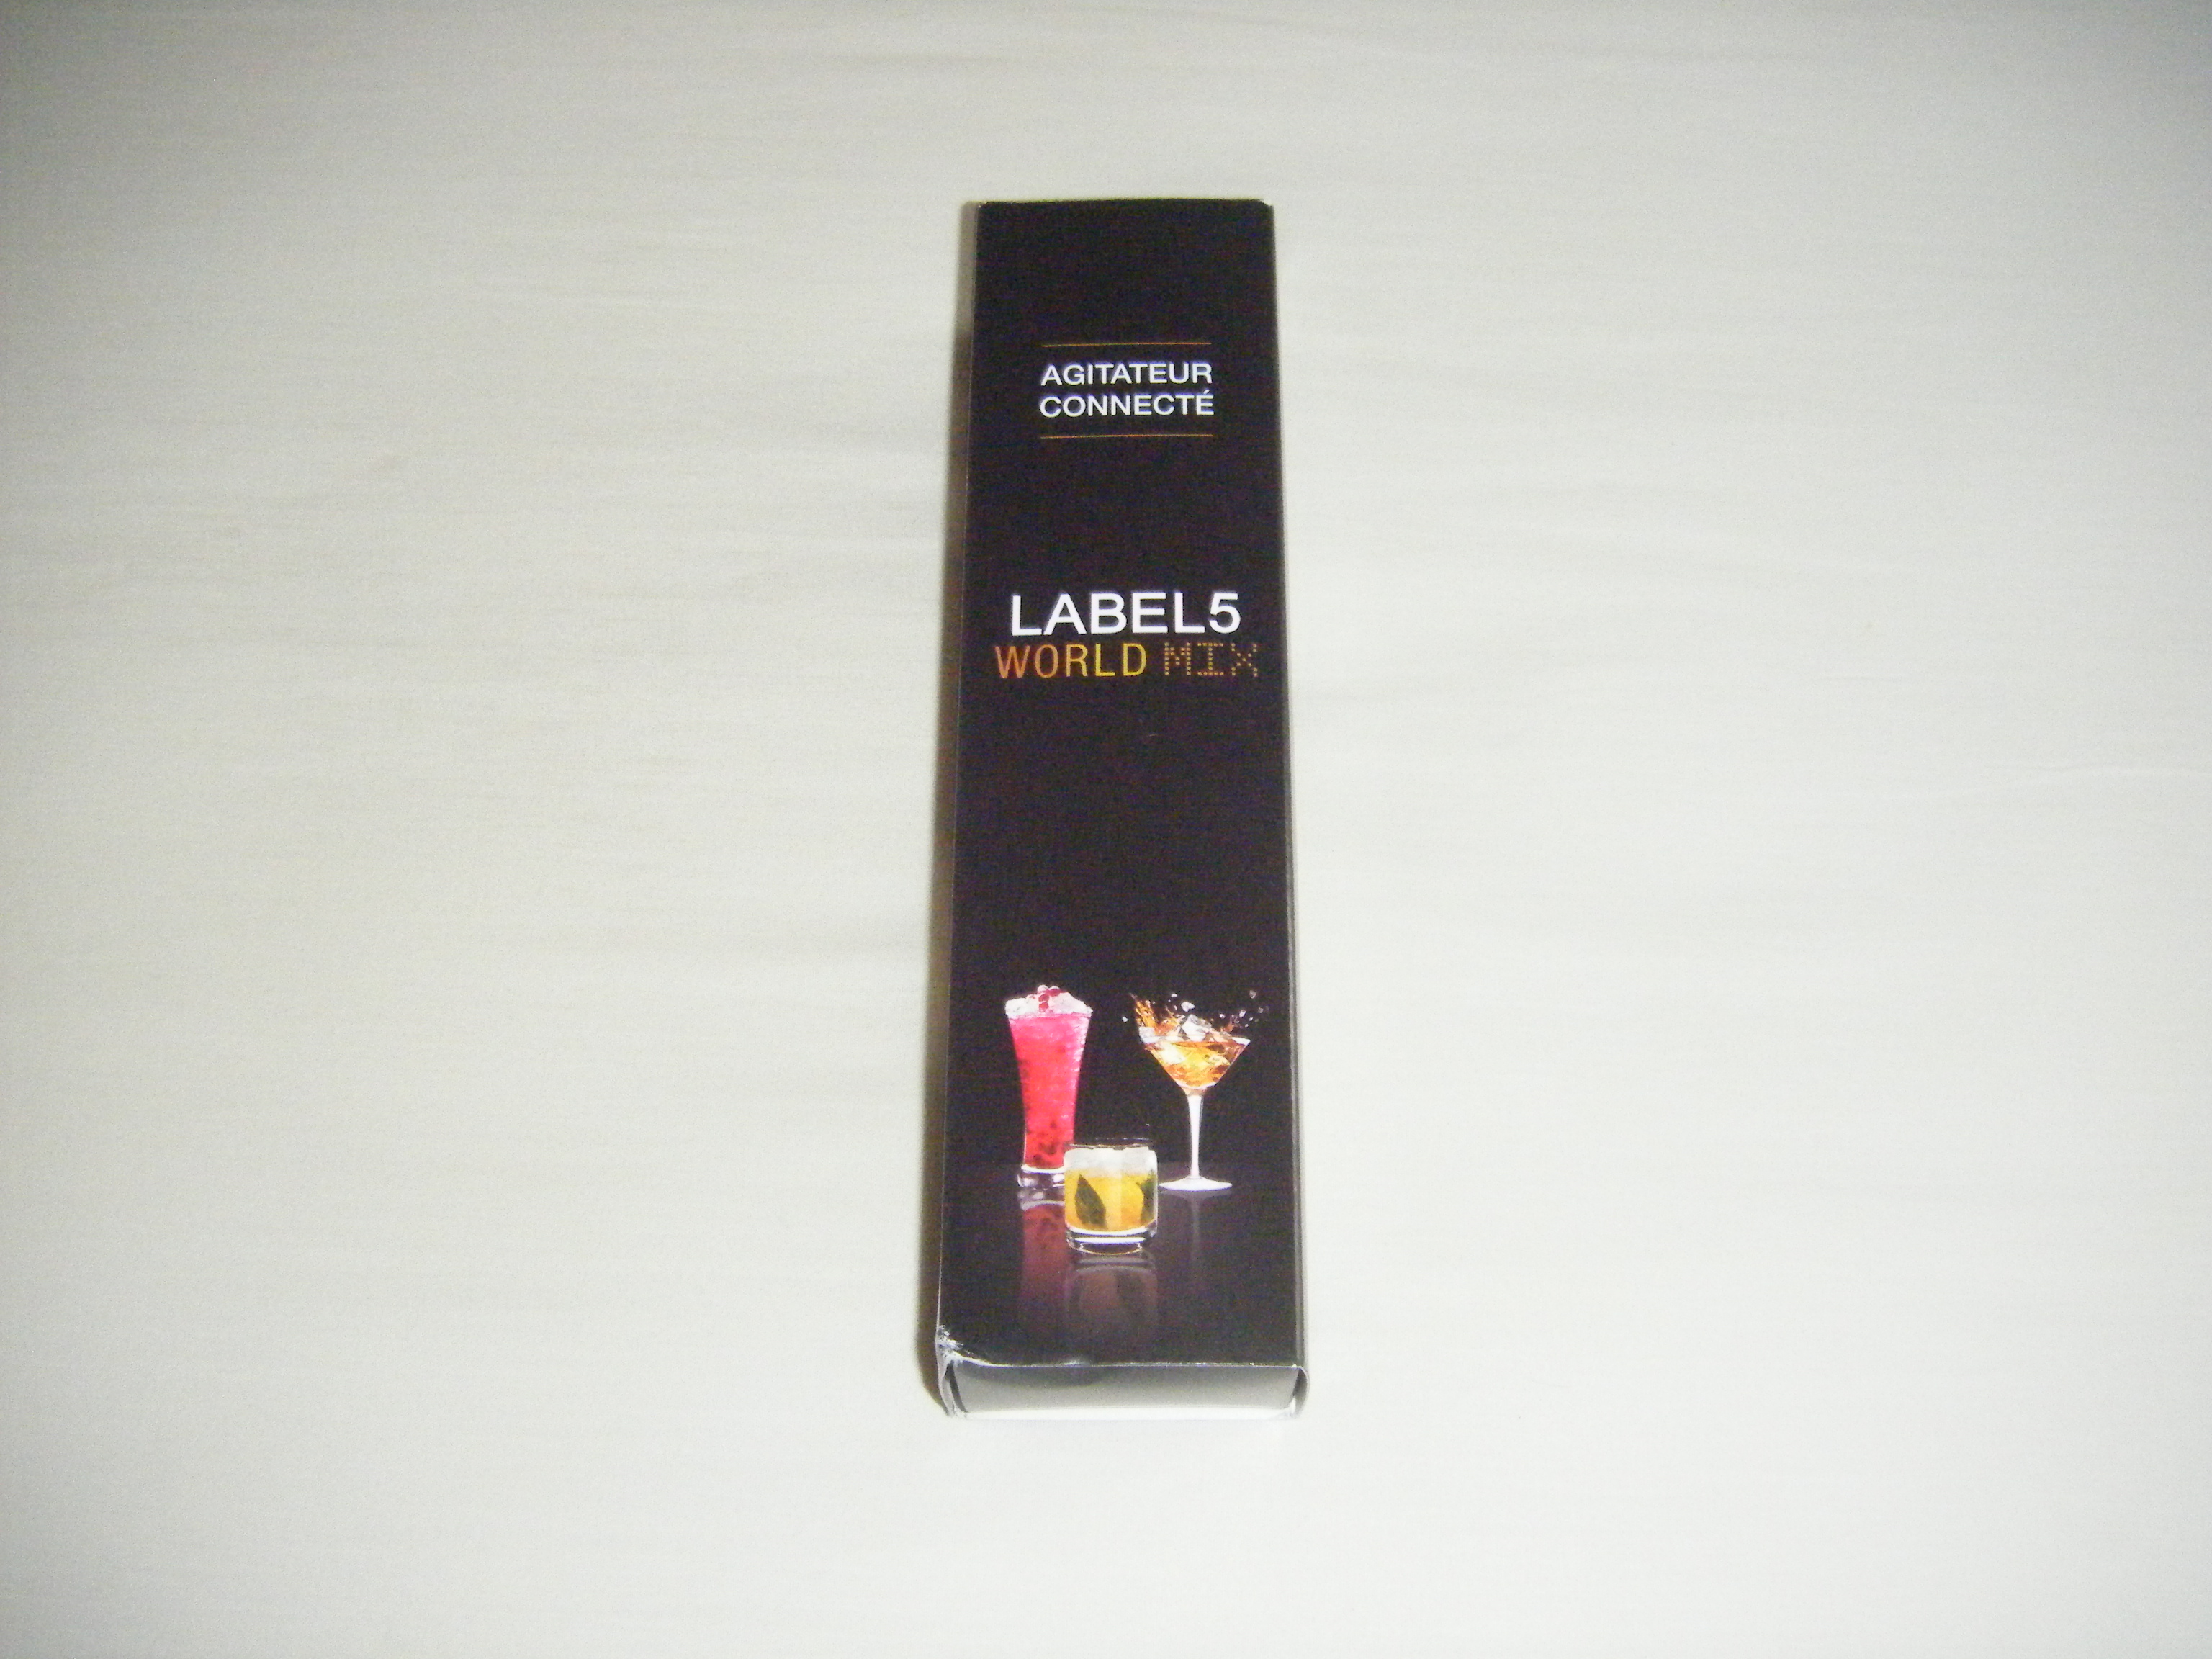 AGITATEUR
CONNECTÉ
LABEL5
WORLD MIX